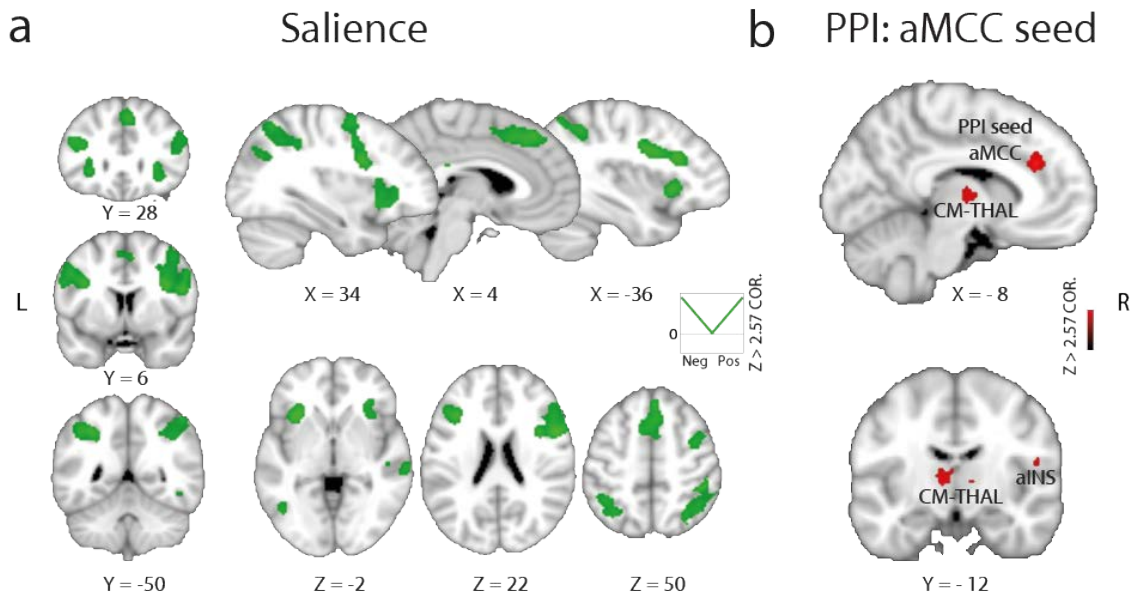 a
Salience
b
PPI: aMCC seed
Y = 28
L
Y = 6
Y = -50
X = 34
X = 4
X = -36
0
Neg Pos
Z > 2.57 COR.
Z = -2
Z = 22
Z = 50
PPI seed
aMCC
CM-THAL
X = - 8
R
Z > 2.57 COR.
CM-THAL
aINS
Y = - 12